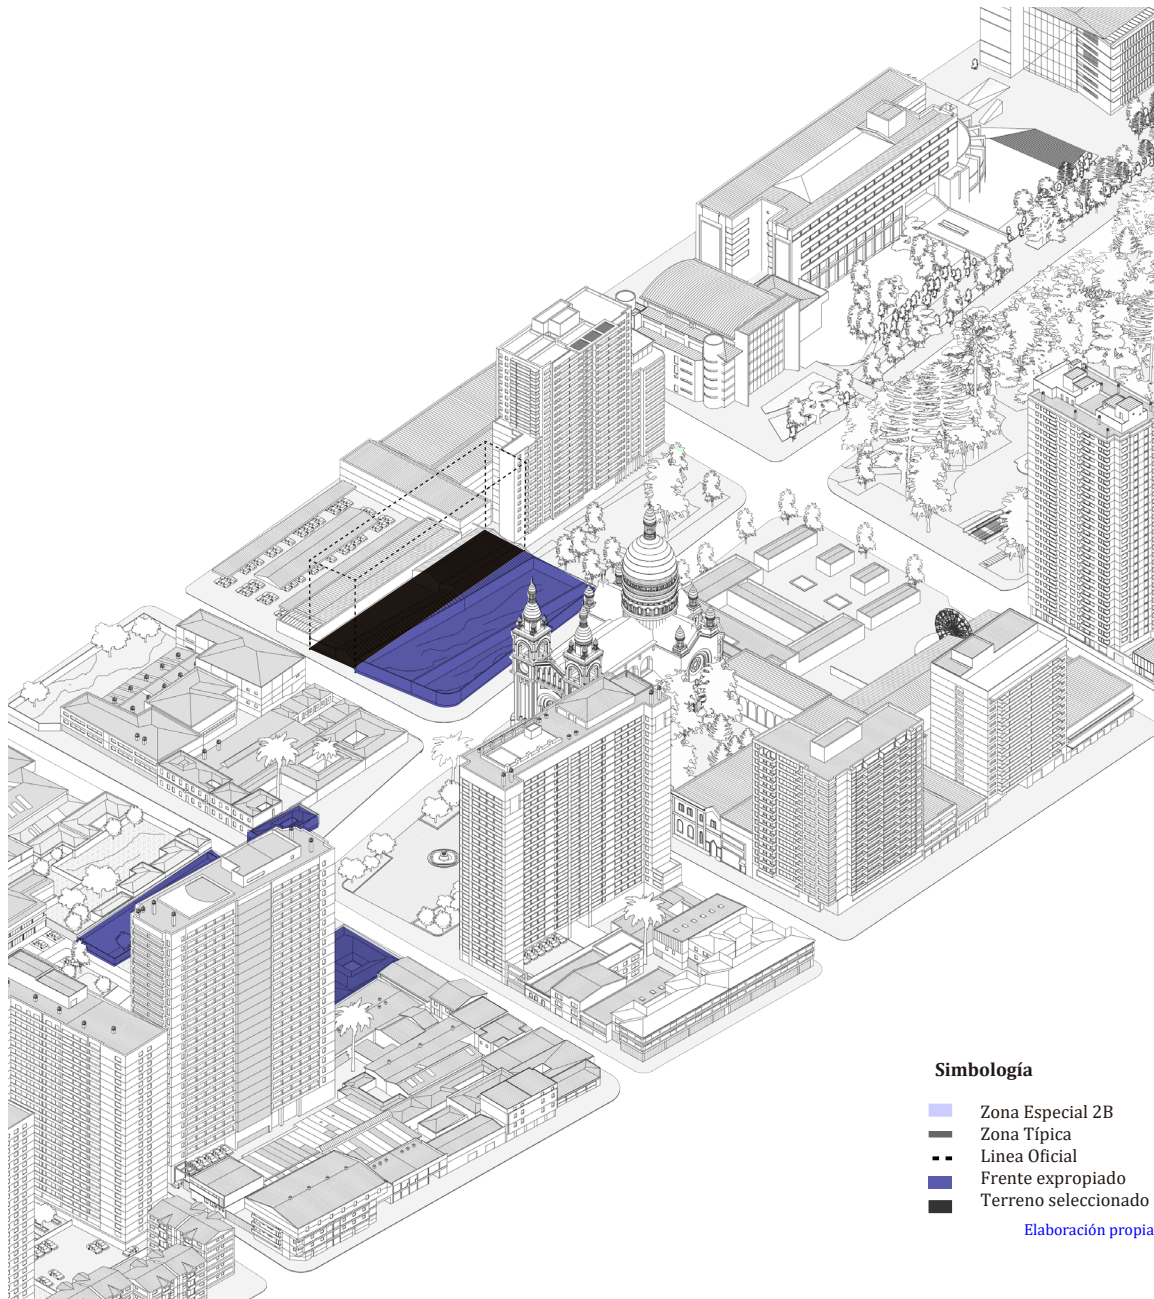 Simbología
Zona Especial 2B
Zona Típica
Linea Oficial
Frente expropiado
Terreno seleccionado
Elaboración propia